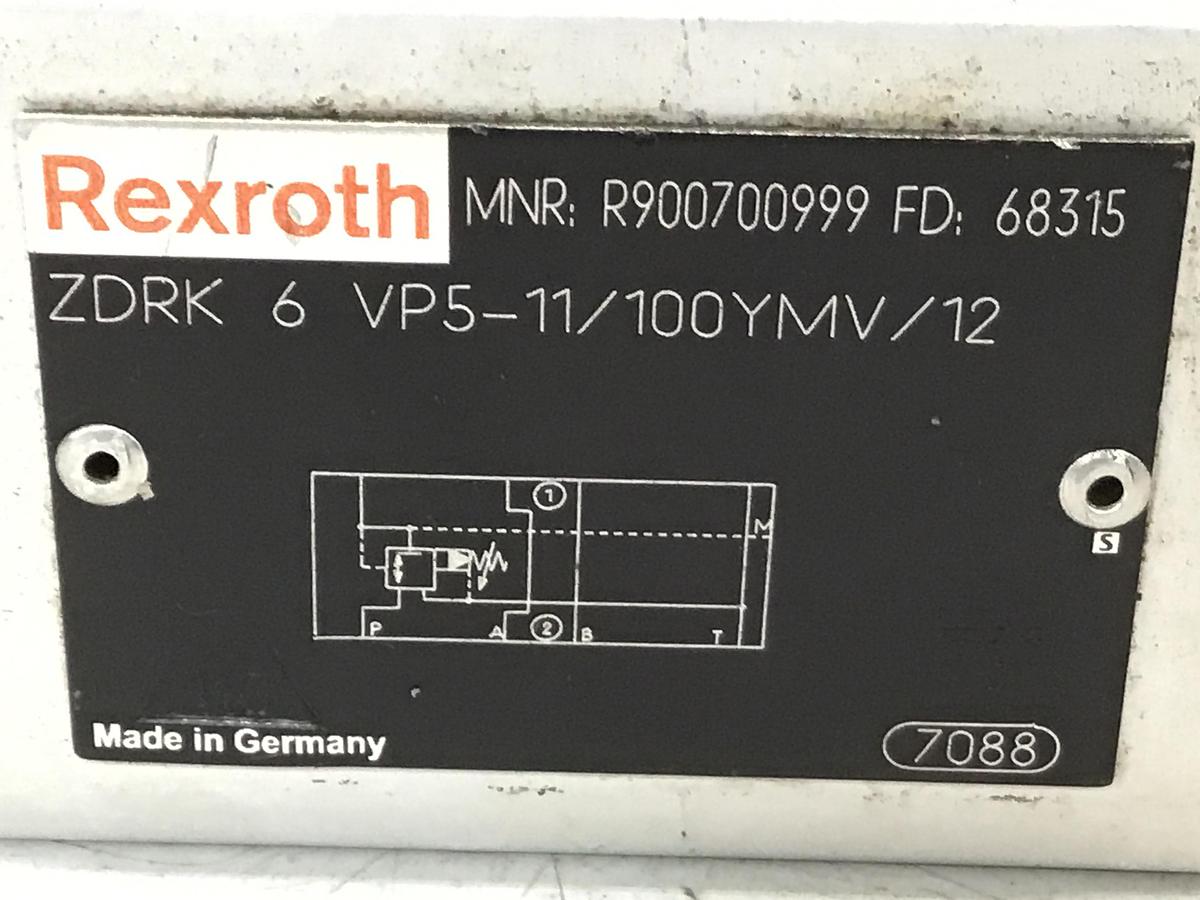 Rexroth MNR: R900700999 FD: 68315
ZDRK 6 VP5-11/100YMV/12
1
M
S
P A 2 B T
Made in Germany 7088